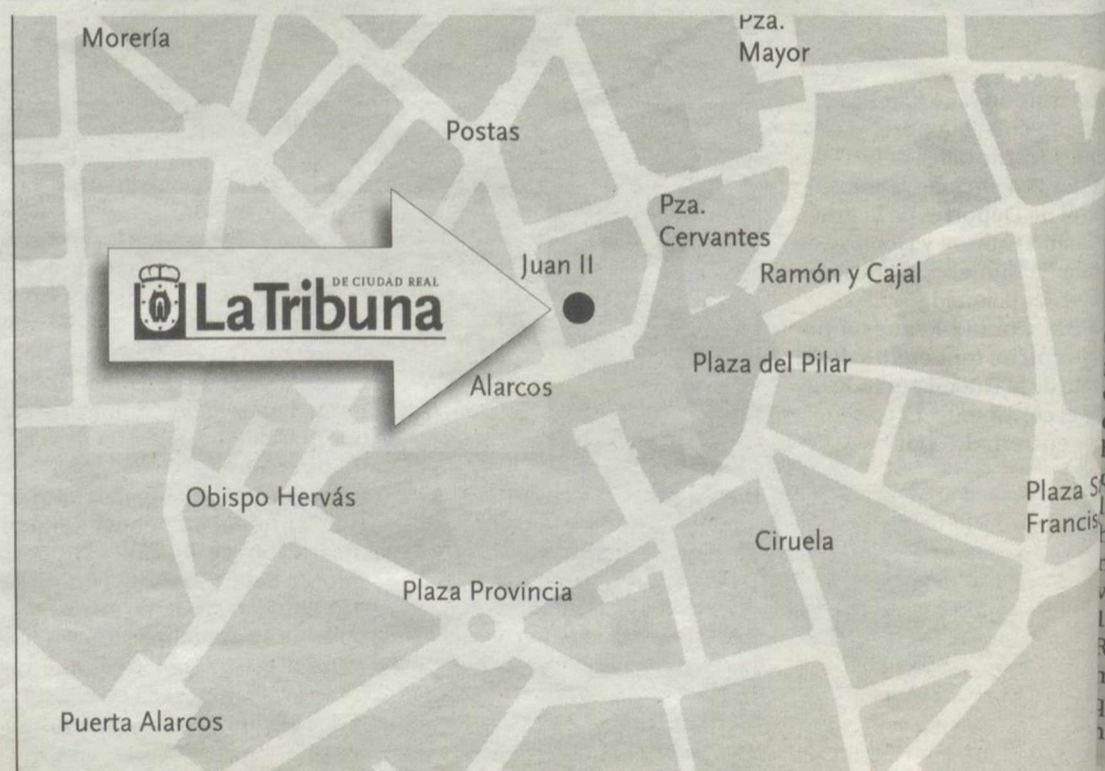 Morería
Pza.
Mayor
Postas
Pza.
Cervantes
Juan II
Ramón y Cajal
DE CIUDAD REAL
LaTribuna
Plaza del Pilar
Alarcos
Obispo Hervás
Plaza
Ciruela
Plaza Provincia
Puerta Alarcos